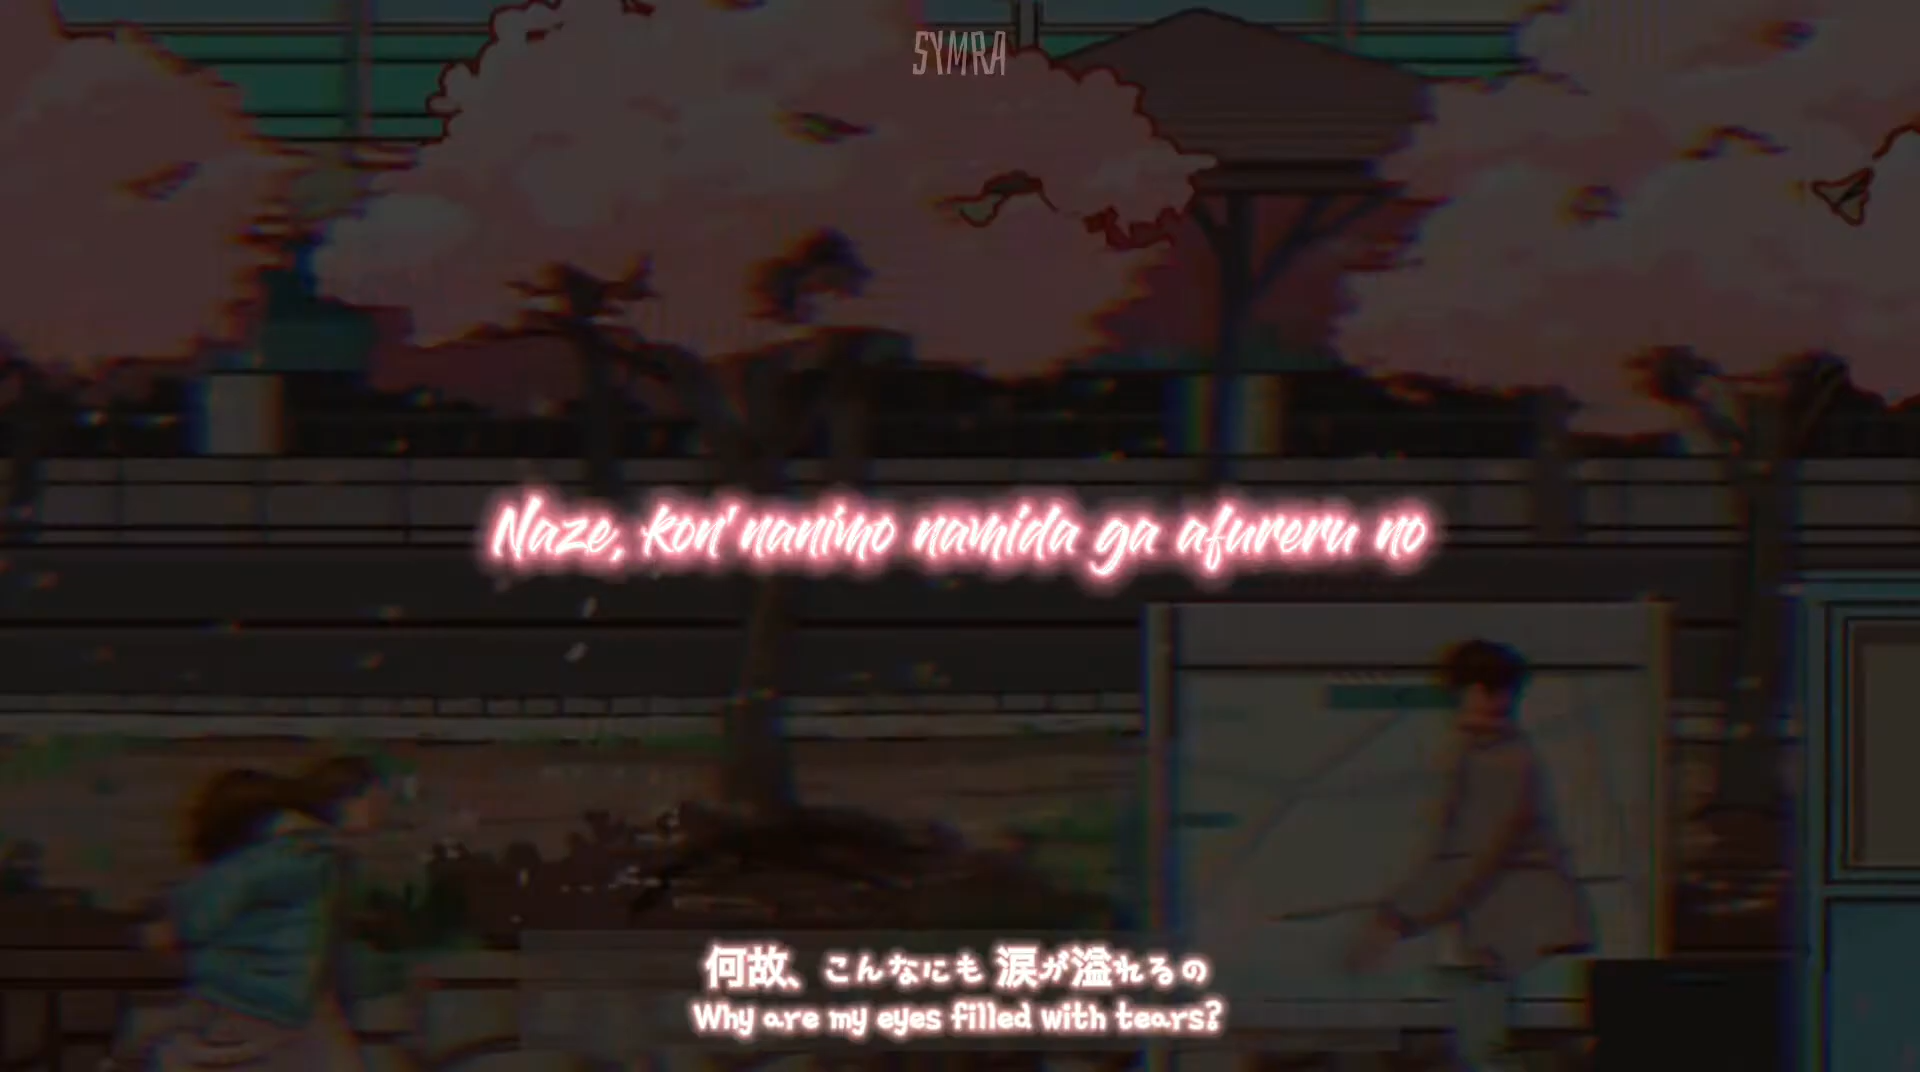 SYMRA
Naze, kon'nanimo namida ga afureru no
何故、こんなにも 涙が溢れるの
Why are my eyes filled with tears?